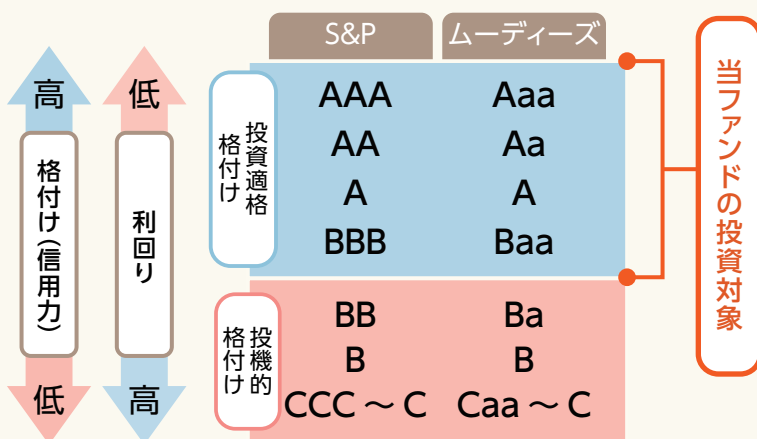 S&P ムーディーズ
高
格付け(信用力)
低
低
利回り
高
投資適格
格付け
AAA Aaa
AA Aa
A A
BBB Baa
投機的
格付け
BB Ba
B B
CCC ～ C Caa ～ C
当ファンドの投資対象